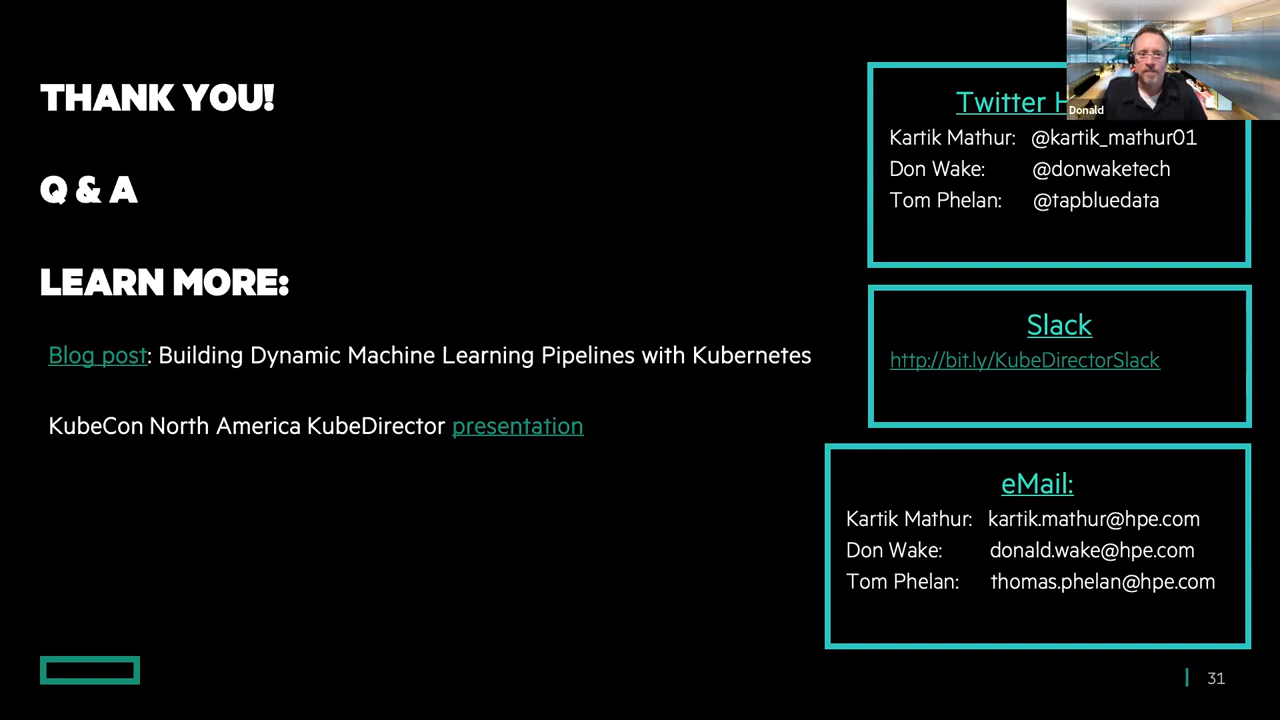 THANK YOU!
Q & A
LEARN MORE:
Blog post: Building Dynamic Machine Learning Pipelines with Kubernetes
KubeCon North America KubeDirector presentation
Donald
Twitter
Kartik Mathur: @kartik_mathur01
Don Wake: @donwaketech
Tom Phelan: @tapbluedata
Slack
http://bit.ly/KubeDirectorSlack
eMail:
Kartik Mathur: kartik.mathur@hpe.com
Don Wake: donald.wake@hpe.com
Tom Phelan: thomas.phelan@hpe.com
31